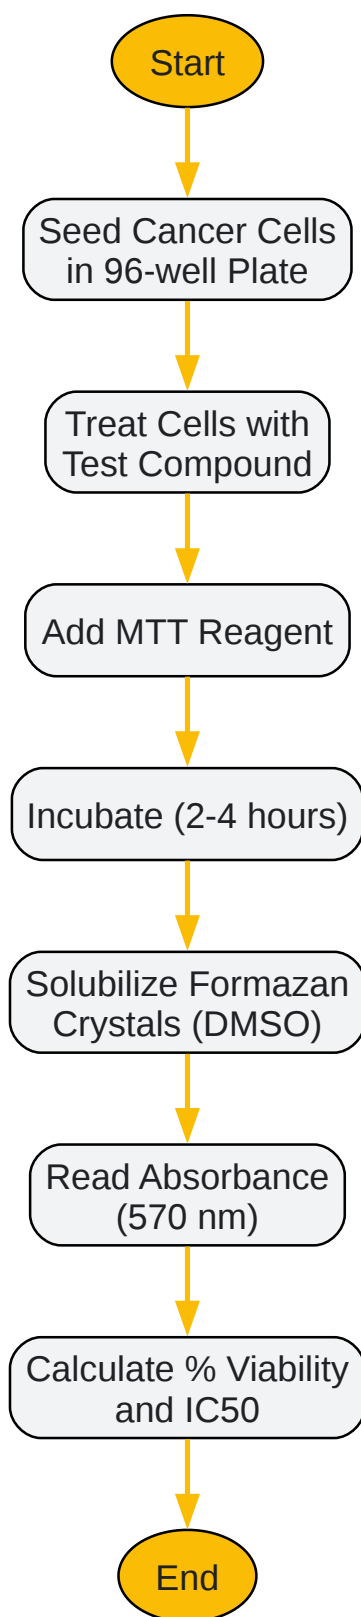 Start
Seed Cancer Cells
in 96-well Plate
Treat Cells with
Test Compound
Add MTT Reagent
Incubate (2-4 hours)
Solubilize Formazan
Crystals (DMSO)
Read Absorbance
(570 nm)
Calculate % Viability
and IC50
End